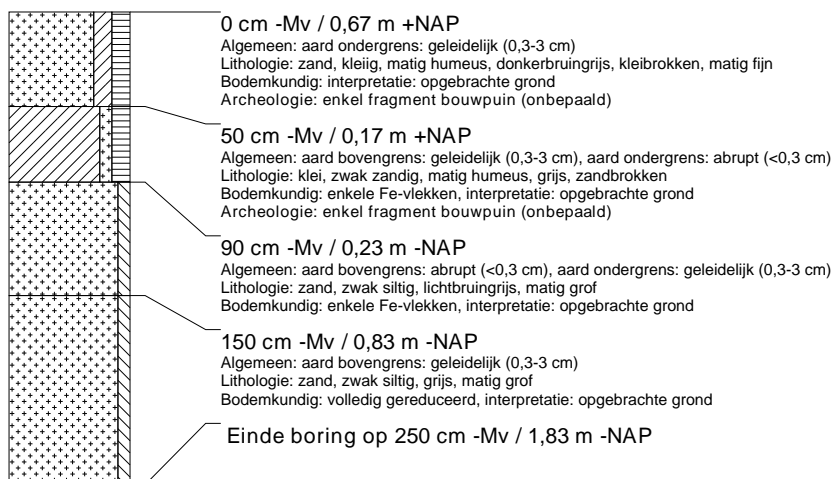 0 cm -Mv / 0,67 m +NAP
Algemeen: aard ondergrens: geleidelijk (0,3-3 cm)
Lithologie: zand, kleiig, matig humeus, donkerbruingrijs, kleibrokken, matig fijn
Bodemkundig: interpretatie: opgebrachte grond
Archeologie: enkel fragment bouwpuin (onbepaald)
50 cm -Mv / 0,17 m +NAP
Algemeen: aard bovengrens: geleidelijk (0,3-3 cm), aard ondergrens: abrupt (<0,3 cm)
Lithologie: klei, zwak zandig, matig humeus, grijs, zandbrokken
Bodemkundig: enkele Fe-vlekken, interpretatie: opgebrachte grond
Archeologie: enkel fragment bouwpuin (onbepaald)
90 cm -Mv / 0,23 m -NAP
Algemeen: aard bovengrens: abrupt (<0,3 cm), aard ondergrens: geleidelijk (0,3-3 cm)
Lithologie: zand, zwak siltig, lichtbruingrijs, matig grof
Bodemkundig: enkele Fe-vlekken, interpretatie: opgebrachte grond
150 cm -Mv / 0,83 m -NAP
Algemeen: aard bovengrens: geleidelijk (0,3-3 cm)
Lithologie: zand, zwak siltig, grijs, matig grof
Bodemkundig: volledig gereduceerd, interpretatie: opgebrachte grond
Einde boring op 250 cm -Mv / 1,83 m -NAP